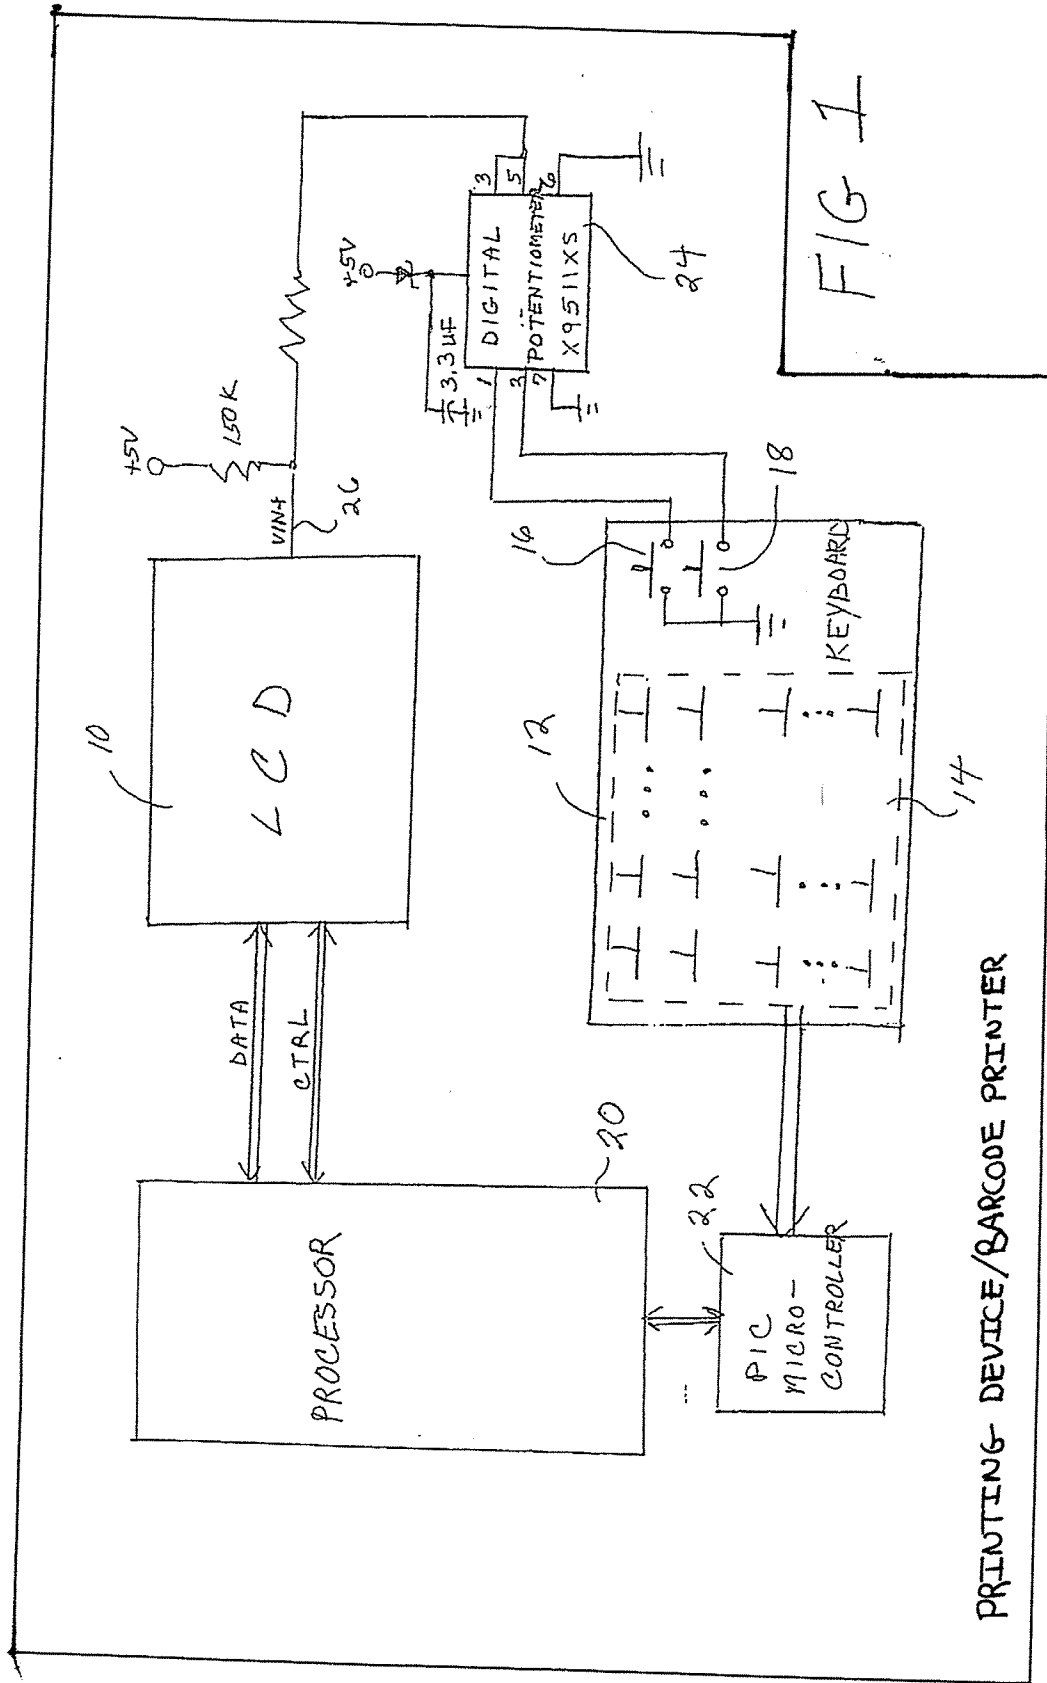 PROCESSOR
20
DATA
CTRL
10
LCD
VIN+
26
+5V
150K
+5V
3.3UF
1
2
7
DIGITAL
POTENTIOMETER
X9511XS
3
5
6
24
PIC
MICRO-
CONTROLLER
22
12
14
16
18
KEYBOARD
PRINTING DEVICE/BARCODE PRINTER
FIG 1